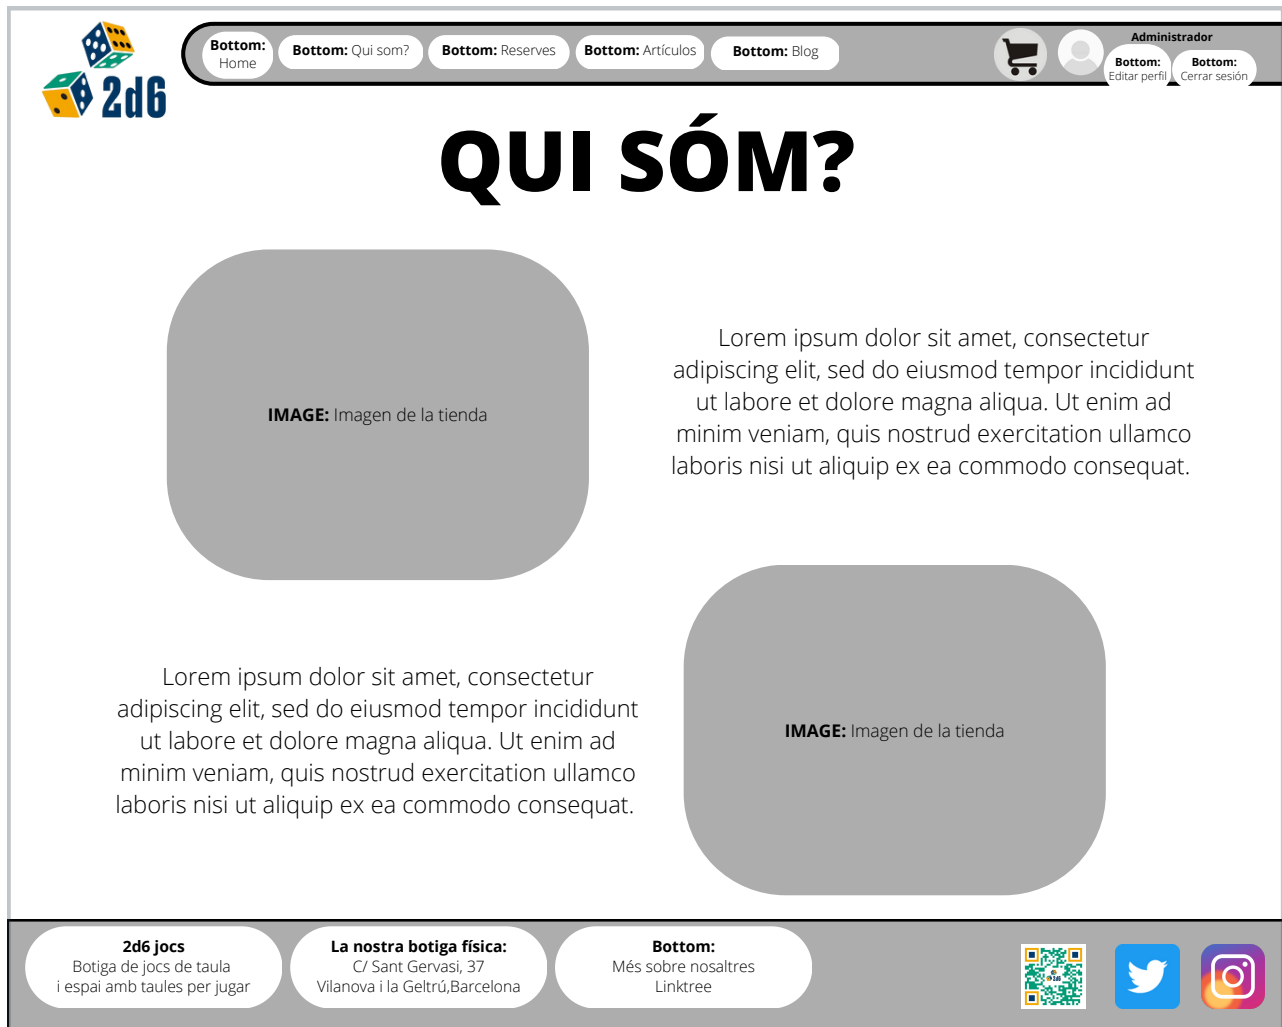 2d6
Bottom:
Home
Bottom: Qui som?
Bottom: Reserves
Bottom: Artículos
Bottom: Blog
Administrador
Bottom:
Editar perfil
Bottom:
Cerrar sesión
QUI SÓM?
IMAGE: Imagen de la tienda
Lorem ipsum dolor sit amet, consectetur
adipiscing elit, sed do eiusmod tempor incididunt
ut labore et dolore magna aliqua. Ut enim ad
minim veniam, quis nostrud exercitation ullamco
laboris nisi ut aliquip ex ea commodo consequat.
Lorem ipsum dolor sit amet, consectetur
adipiscing elit, sed do eiusmod tempor incididunt
ut labore et dolore magna aliqua. Ut enim ad
minim veniam, quis nostrud exercitation ullamco
laboris nisi ut aliquip ex ea commodo consequat.
IMAGE: Imagen de la tienda
2d6 jocs
Botiga de jocs de taula
i espai amb taules per jugar
La nostra botiga física:
C/ Sant Gervasi, 37
Vilanova i la Geltrú,Barcelona
Bottom:
Més sobre nosaltres
Linktree
2d6